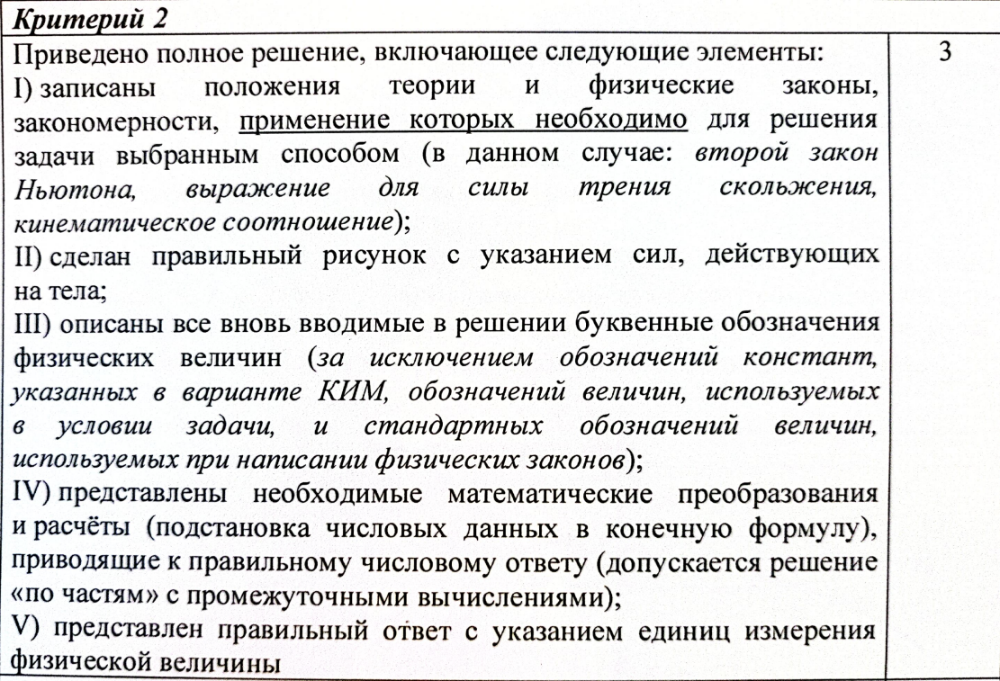 Критерий 2
Приведено полное решение, включающее следующие элементы:
3
I) записаны положения теории и физические законы,
закономерности, применение которых необходимо для решения
задачи выбранным способом (в данном случае: второй закон
Ньютона, выражение для силы трения скольжения,
кинематическое соотношение);
II) сделан правильный рисунок с указанием сил, действующих
на тела;
III) описаны все вновь вводимые в решении буквенные обозначения
физических величин (за исключением обозначений констант,
указанных в варианте КИМ, обозначений величин, используемых
в условии задачи, и стандартных обозначений величин,
используемых при написании физических законов);
IV) представлены необходимые математические преобразования
и расчёты (подстановка числовых данных в конечную формулу),
приводящие к правильному числовому ответу (допускается решение
«по частям» с промежуточными вычислениями);
V) представлен правильный ответ с указанием единиц измерения
физической величины